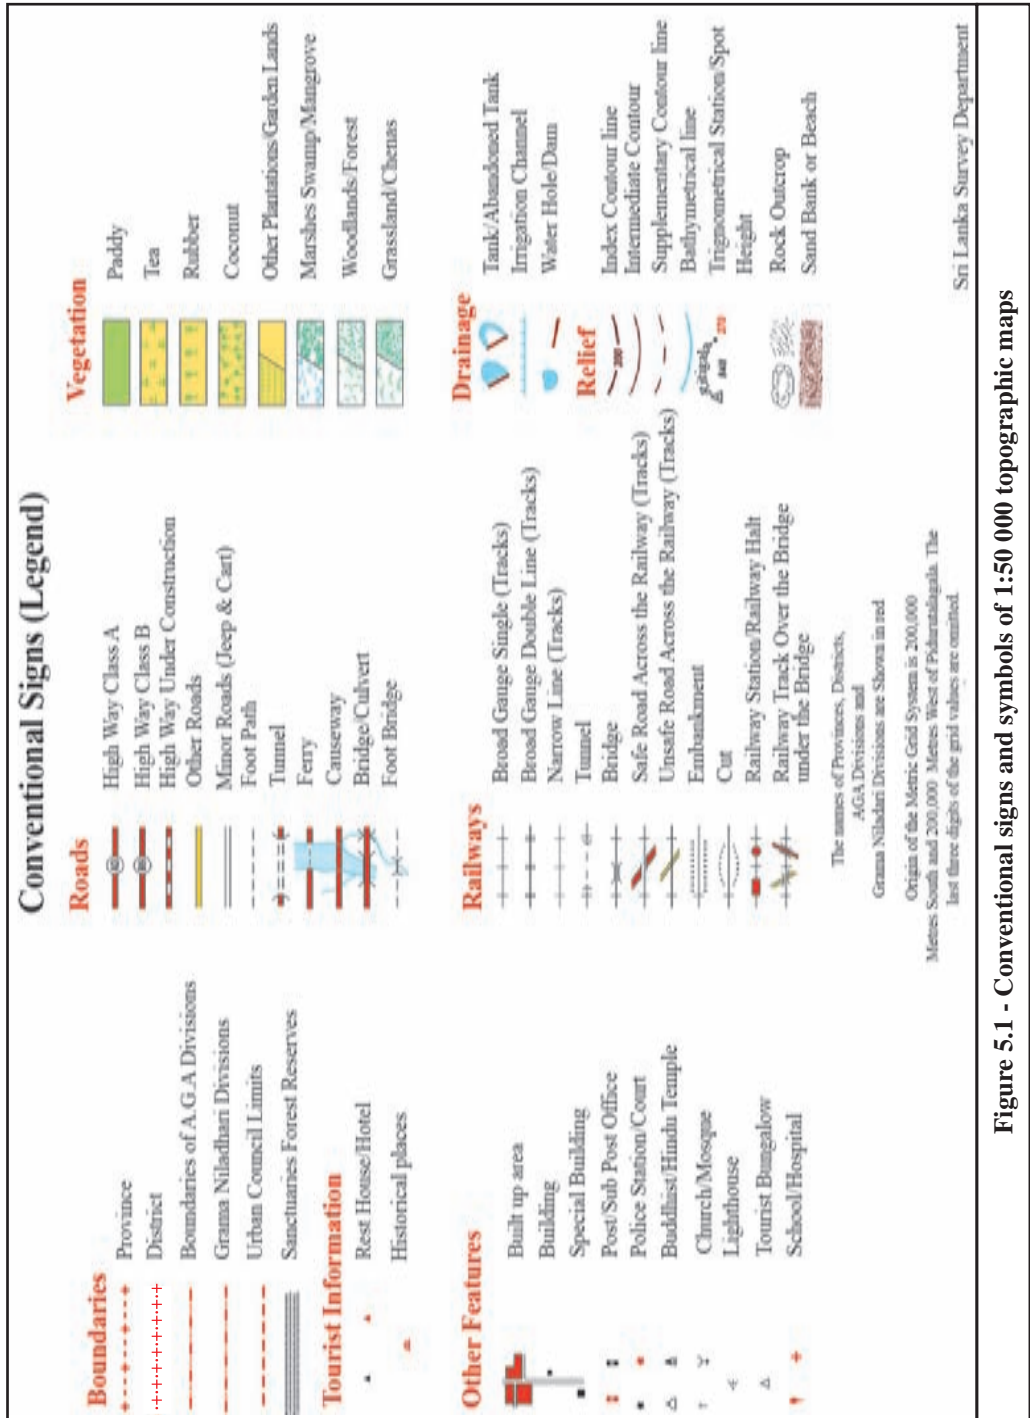 Conventional Signs (Legend)
Boundaries
Province
District
Boundaries of A.G.A Divisions
Grama Niladhari Divisions
Urban Council Limits
Sanctuaries Forest Reserves
Tourist Information
Rest House/Hotel
Historical places
Other Features
Built up area
Building
Special Building
Post/Sub Post Office
Police Station/Court
Buddhist/Hindu Temple
Church/Mosque
Lighthouse
Tourist Bungalow
School/Hospital
Roads
High Way Class A
High Way Class B
High Way Under Construction
Other Roads
Minor Roads (Jeep & Cart)
Foot Path
Tunnel
Ferry
Causeway
Bridge/Culvert
Foot Bridge
Railways
Broad Gauge Single (Tracks)
Broad Gauge Double Line (Tracks)
Narrow Line (Tracks)
Tunnel
Bridge
Safe Road Across the Railway (Tracks)
Unsafe Road Across the Railway (Tracks)
Embankment
Cut
Railway Station/Railway Halt
Railway Track Over the Bridge
under the Bridge
The names of Provinces, Districts,
AGA Divisions and
Grama Niladari Divisions are Shown in red
Origin of the Metric Grid System is 200,000
Metres South and 200,000 Metres West of Pidurutalagala. The
last three digits of the grid values are omitted.
Vegetation
Paddy
Tea
Rubber
Coconut
Other Plantations/Garden Lands
Marshes Swamp/Mangrove
Woodlands/Forest
Grassland/Chenas
Drainage
Tank/Abandoned Tank
Irrigation Channel
Water Hole/Dam
Relief
200
Index Contour line
Intermediate Contour
Supplementary Contour line
Bathymetrical line
270
Trignometrical Station/Spot
Height
Rock Outcrop
Sand Bank or Beach
Sri Lanka Survey Department
Figure 5.1 - Conventional signs and symbols of 1:50 000 topographic maps